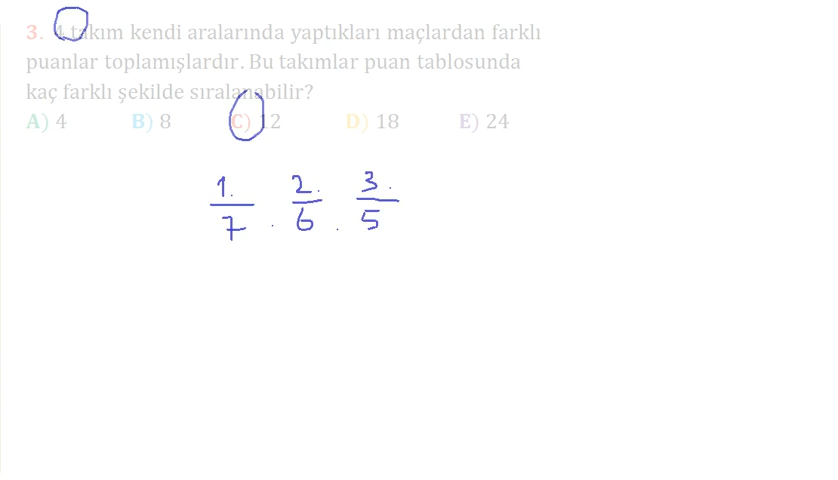 3. 4 takım kendi aralarında yaptıkları maçlardan farklı
puanlar toplamışlardır. Bu takımlar puan tablosunda
kaç farklı şekilde sıralanabilir?
A) 4 B) 8 C) 12 D) 18 E) 24
1. 2. 3.
7 . 6 . 5